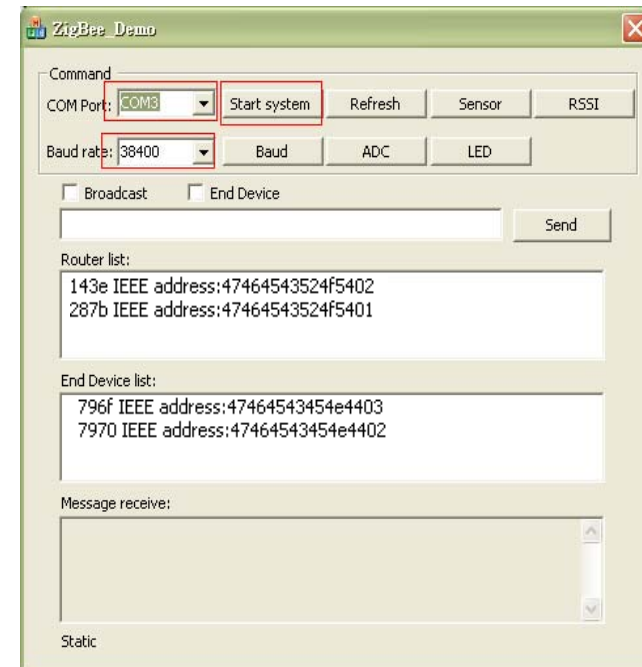 ZigBee_Demo
Command
COM Port: COM3 Start system Refresh Sensor RSSI
Baud rate: 38400 Baud ADC LED
Broadcast End Device
Send
Router list:
143e IEEE address:47464543524f5402
287b IEEE address:47464543524f5401
End Device list:
796f IEEE address:47464543454e4403
7970 IEEE address:47464543454e4402
Message receive:
Static